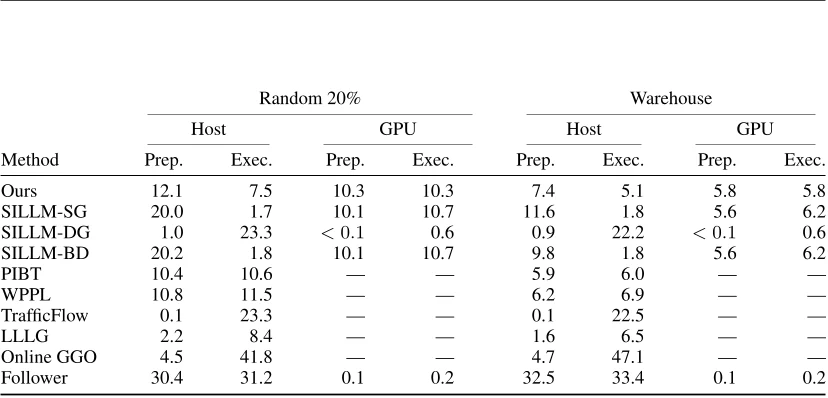 Random 20% Warehouse
Host GPU Host GPU
Method Prep. Exec. Prep. Exec. Prep. Exec. Prep. Exec.
Ours 12.1 7.5 10.3 10.3 7.4 5.1 5.8 5.8
SILLM-SG 20.0 1.7 10.1 10.7 11.6 1.8 5.6 6.2
SILLM-DG 1.0 23.3 < 0.1 0.6 0.9 22.2 < 0.1 0.6
SILLM-BD 20.2 1.8 10.1 10.7 9.8 1.8 5.6 6.2
PIBT 10.4 10.6 — — 5.9 6.0 — —
WPPL 10.8 11.5 — — 6.2 6.9 — —
TrafficFlow 0.1 23.3 — — 0.1 22.5 — —
LLLG 2.2 8.4 — — 1.6 6.5 — —
Online GGO 4.5 41.8 — — 4.7 47.1 — —
Follower 30.4 31.2 0.1 0.2 32.5 33.4 0.1 0.2